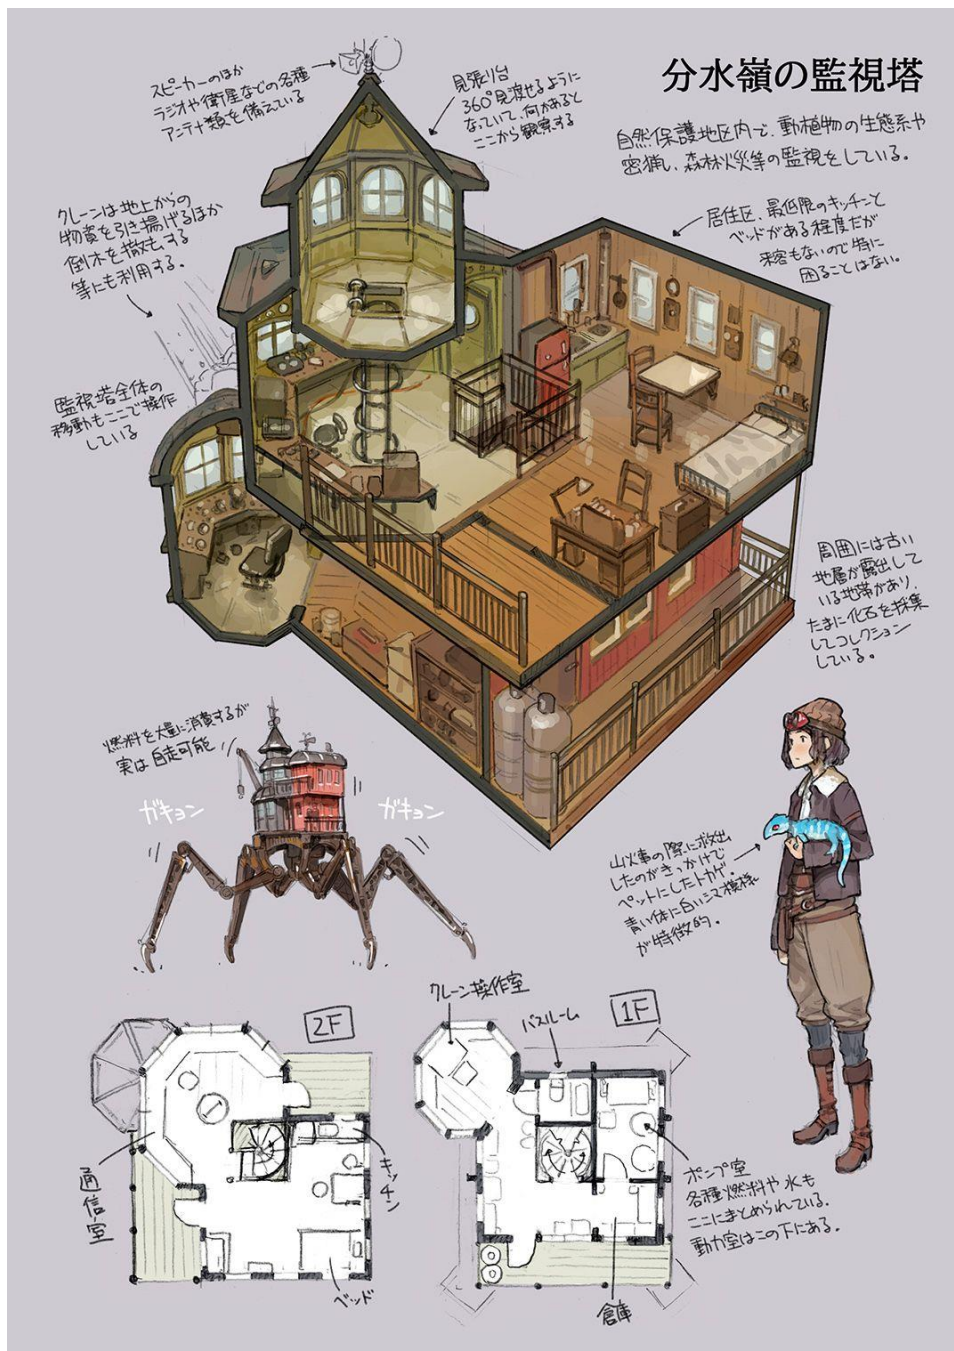 分水嶺の監視塔
自然保護地区内で、動植物の生態系や
密猟、森林火災等の監視をしている。
スピーカーのほか
ラジオや衛星などの各種
アンテナ類を備えている
見張り台
360°見渡せるように
なっていて、何かあると
ここから観察する
クレーンは地上からの
物資を引き揚げるほか
倒木を撤去する
等にも利用する。
居住区、最低限のキッチンと
ベッドがある程度だが
来客もないので特に
困ることはない。
監視塔全体の
移動もここで操作
している
周囲には古い
地層が露出して
いる地帯があり、
たまに化石を採集
してコレクション
している。
燃料を大量に消費するが
実は自走可能
ガキョン
ガキョン
山火事の際に救出
したのがきっかけで
ペットにしたトカゲ。
青い体に白いシマ模様
が特徴的。
2F
通信室
キッチン
ベッド
クレーン操作室
バスルーム
1F
ポンプ室
各種燃料や水も
ここにまとめられている。
動力室はこの下にある。
倉庫